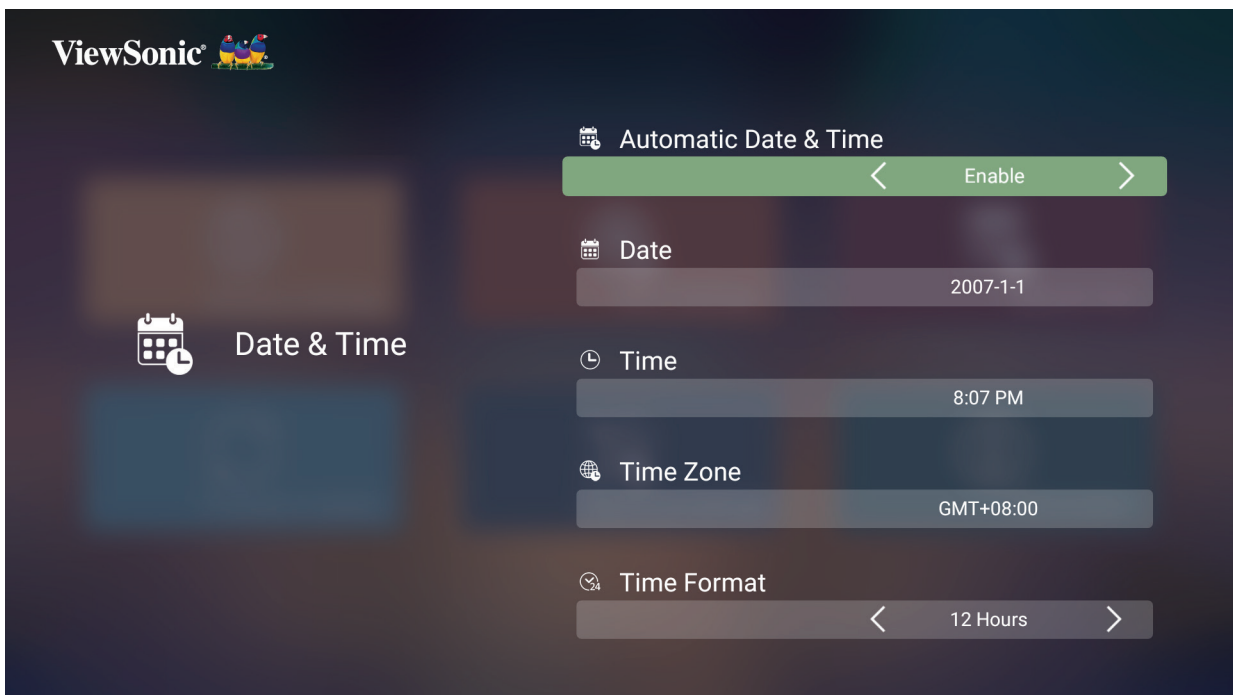 ViewSonic®
Automatic Date & Time
Enable
Date
2007-1-1
Date & Time
Time
8:07 PM
Time Zone
GMT+08:00
Time Format
12 Hours